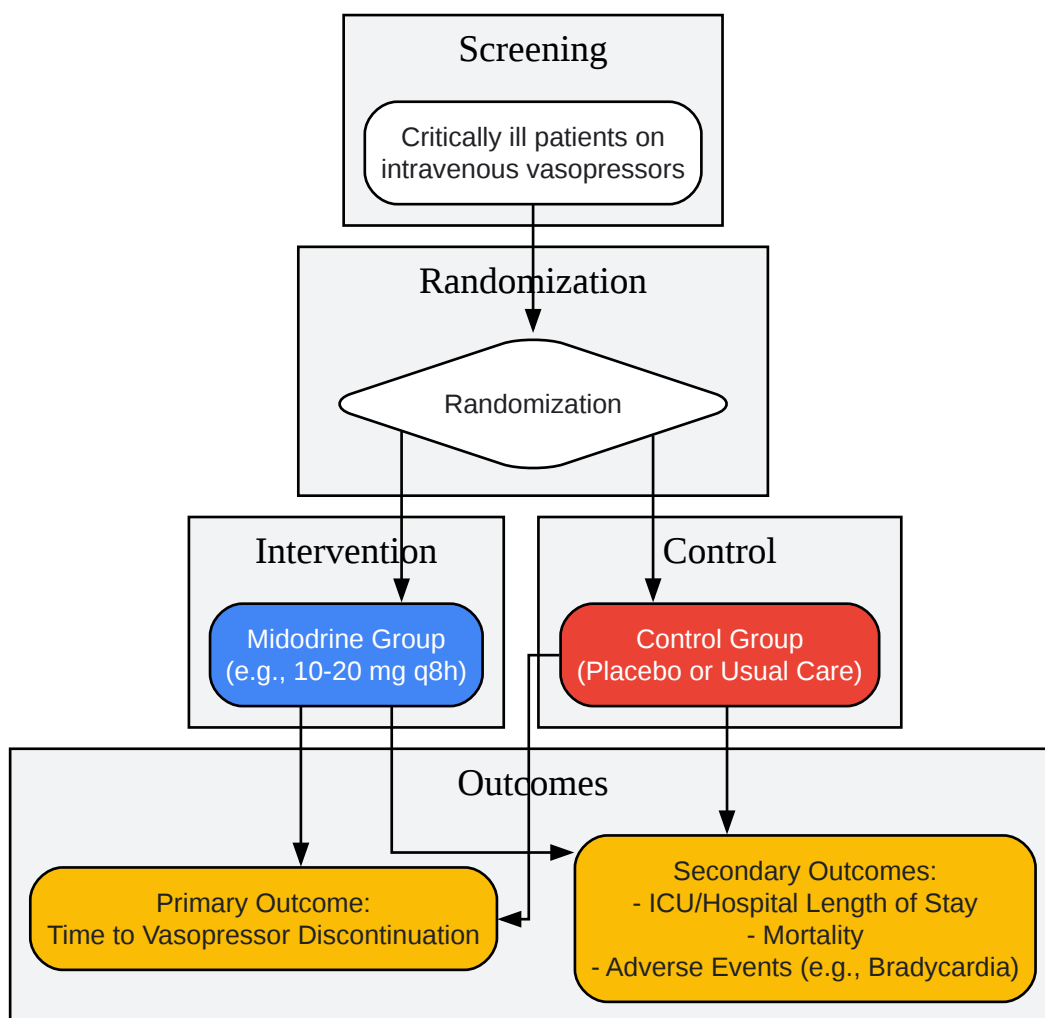 Screening
Critically ill patients on
intravenous vasopressors
Randomization
Randomization
Intervention
Midodrine Group
(e.g., 10-20 mg q8h)
Control
Control Group
(Placebo or Usual Care)
Outcomes
Primary Outcome:
Time to Vasopressor Discontinuation
Secondary Outcomes:
- ICU/Hospital Length of Stay
- Mortality
- Adverse Events (e.g., Bradycardia)